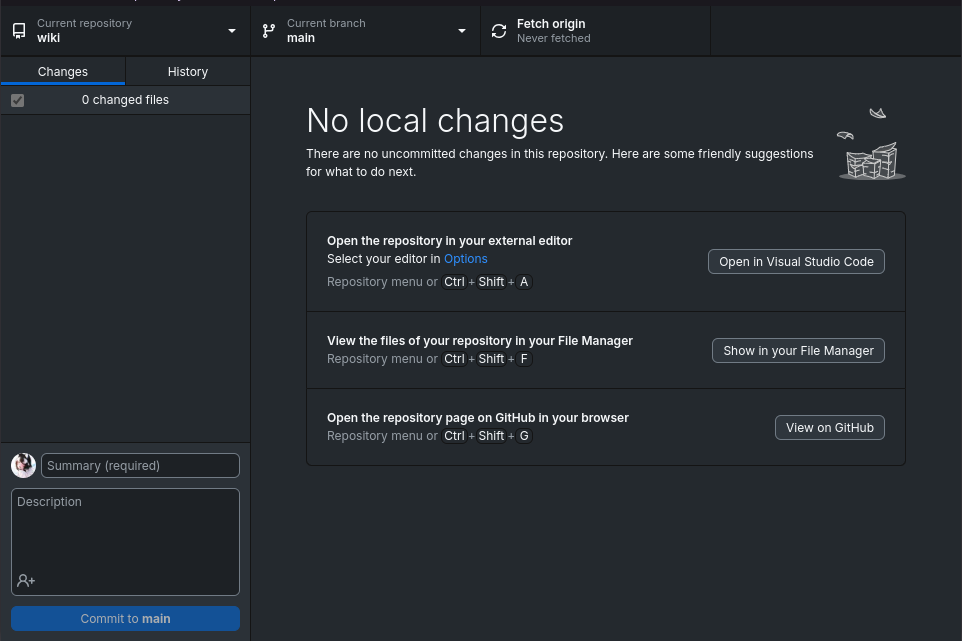 Current repository
wiki
Current branch
main
Fetch origin
Never fetched
Changes
History
0 changed files
No local changes
There are no uncommitted changes in this repository. Here are some friendly suggestions
for what to do next.
Open the repository in your external editor
Select your editor in Options
Repository menu or Ctrl + Shift + A
Open in Visual Studio Code
View the files of your repository in your File Manager
Repository menu or Ctrl + Shift + F
Show in your File Manager
Open the repository page on GitHub in your browser
Repository menu or Ctrl + Shift + G
View on GitHub
Summary (required)
Description
Commit to main